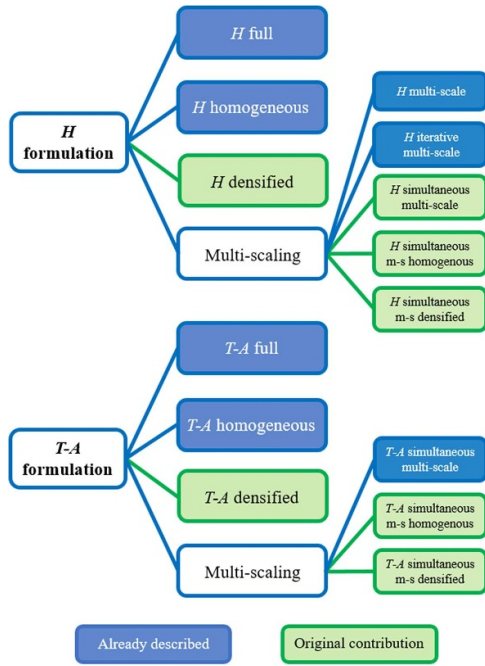 H full
H homogeneous
H
formulation
H densified
Multi-scaling
H multi-scale
H iterative
multi-scale
H simultaneous
multi-scale
H simultaneous
m-s homogenous
H simultaneous
m-s densified
T-A full
T-A homogeneous
T-A
formulation
T-A densified
Multi-scaling
T-A simultaneous
multi-scale
T-A simultaneous
m-s homogenous
T-A simultaneous
m-s densified
Already described
Original contribution